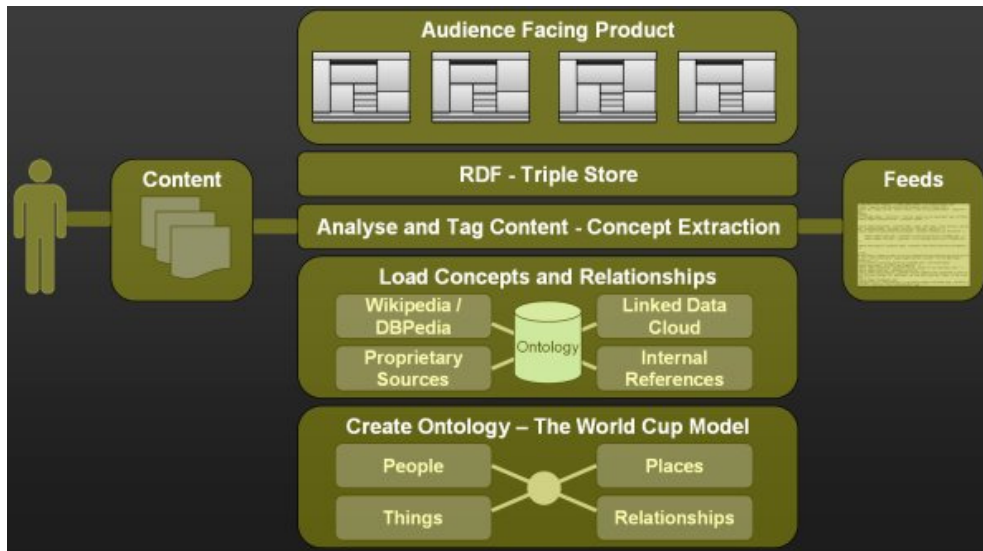 Audience Facing Product
RDF - Triple Store
Content
Feeds
Analyse and Tag Content - Concept Extraction
Load Concepts and Relationships
Wikipedia /
DBPedia
Linked Data
Cloud
Ontology
Proprietary
Sources
Internal
References
Create Ontology – The World Cup Model
People
Places
Things
Relationships